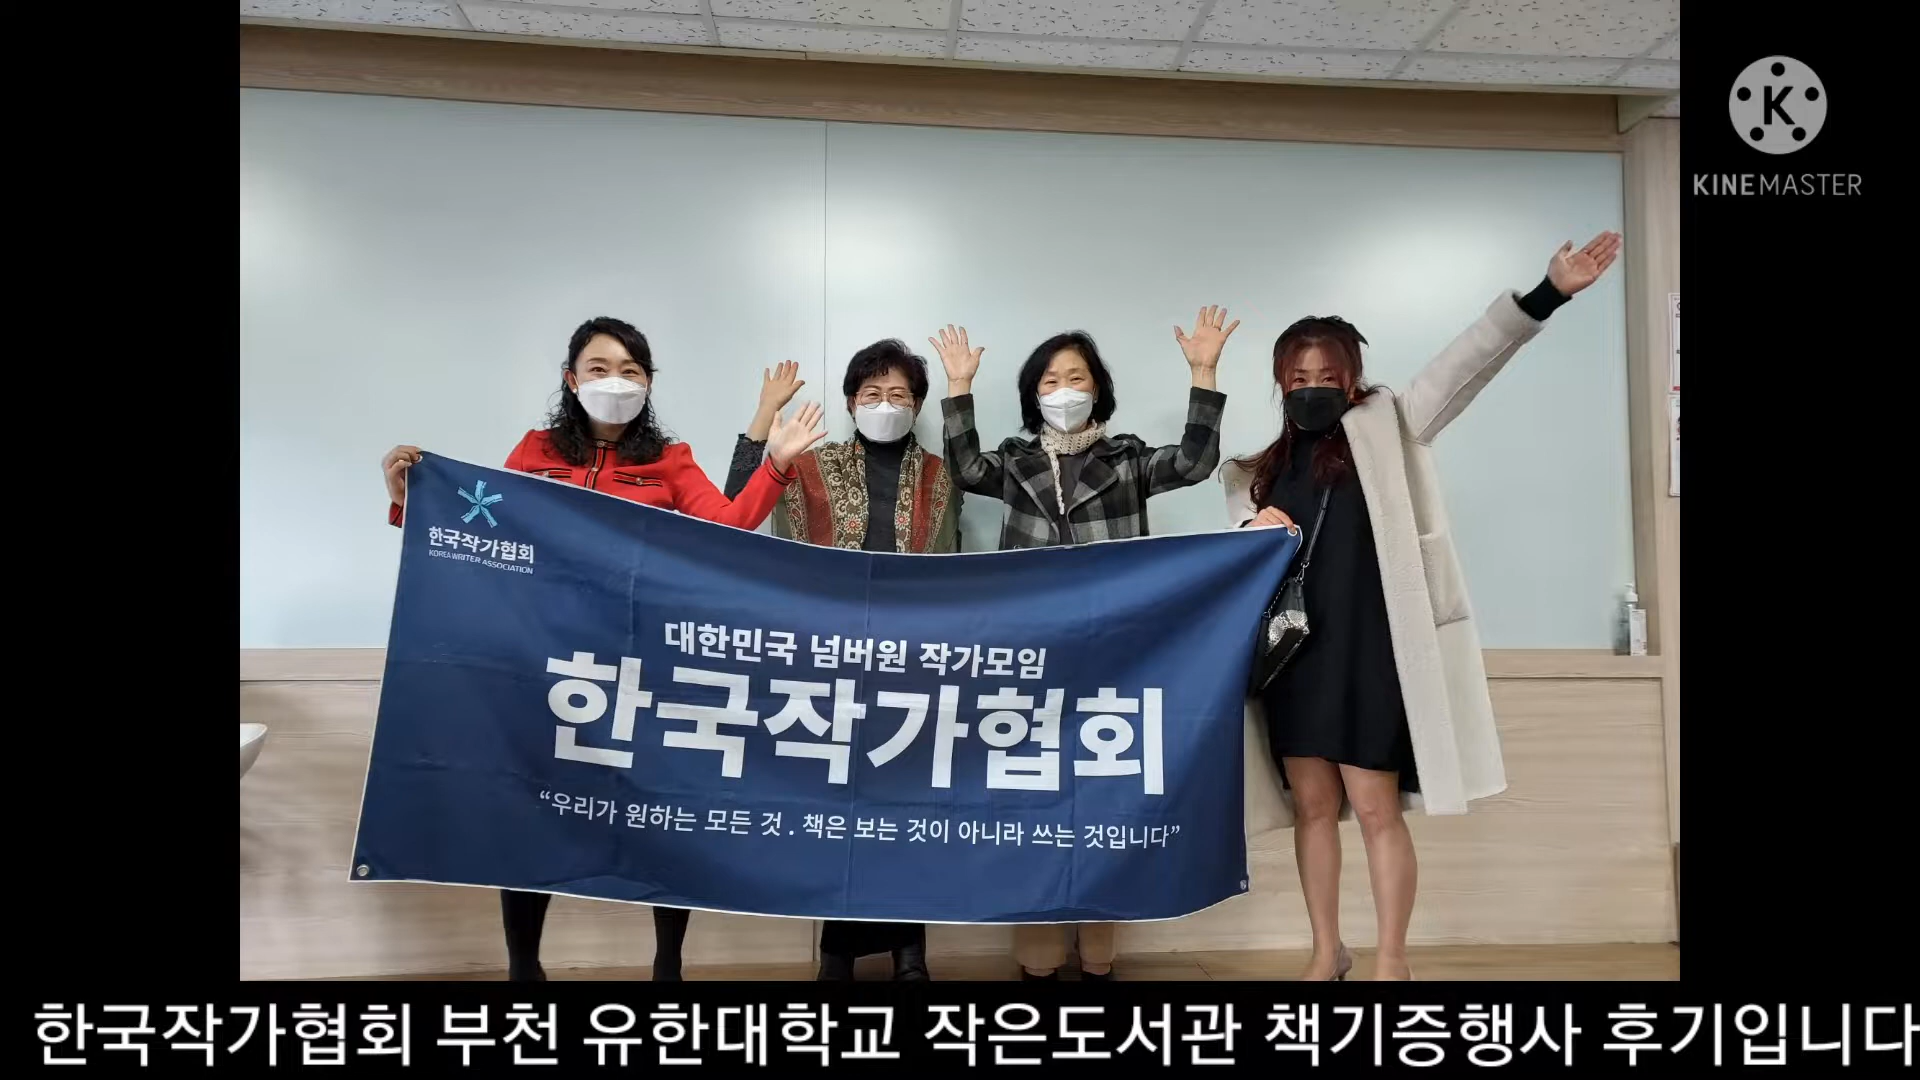 KINEMASTER
한국작가협회
KOREA WRITER ASSOCIATION
대한민국 넘버원 작가모임
한국작가협회
“우리가 원하는 모든 것 . 책은 보는 것이 아니라 쓰는 것입니다”
한국작가협회 부천 유한대학교 작은도서관 책기증행사 후기입니다